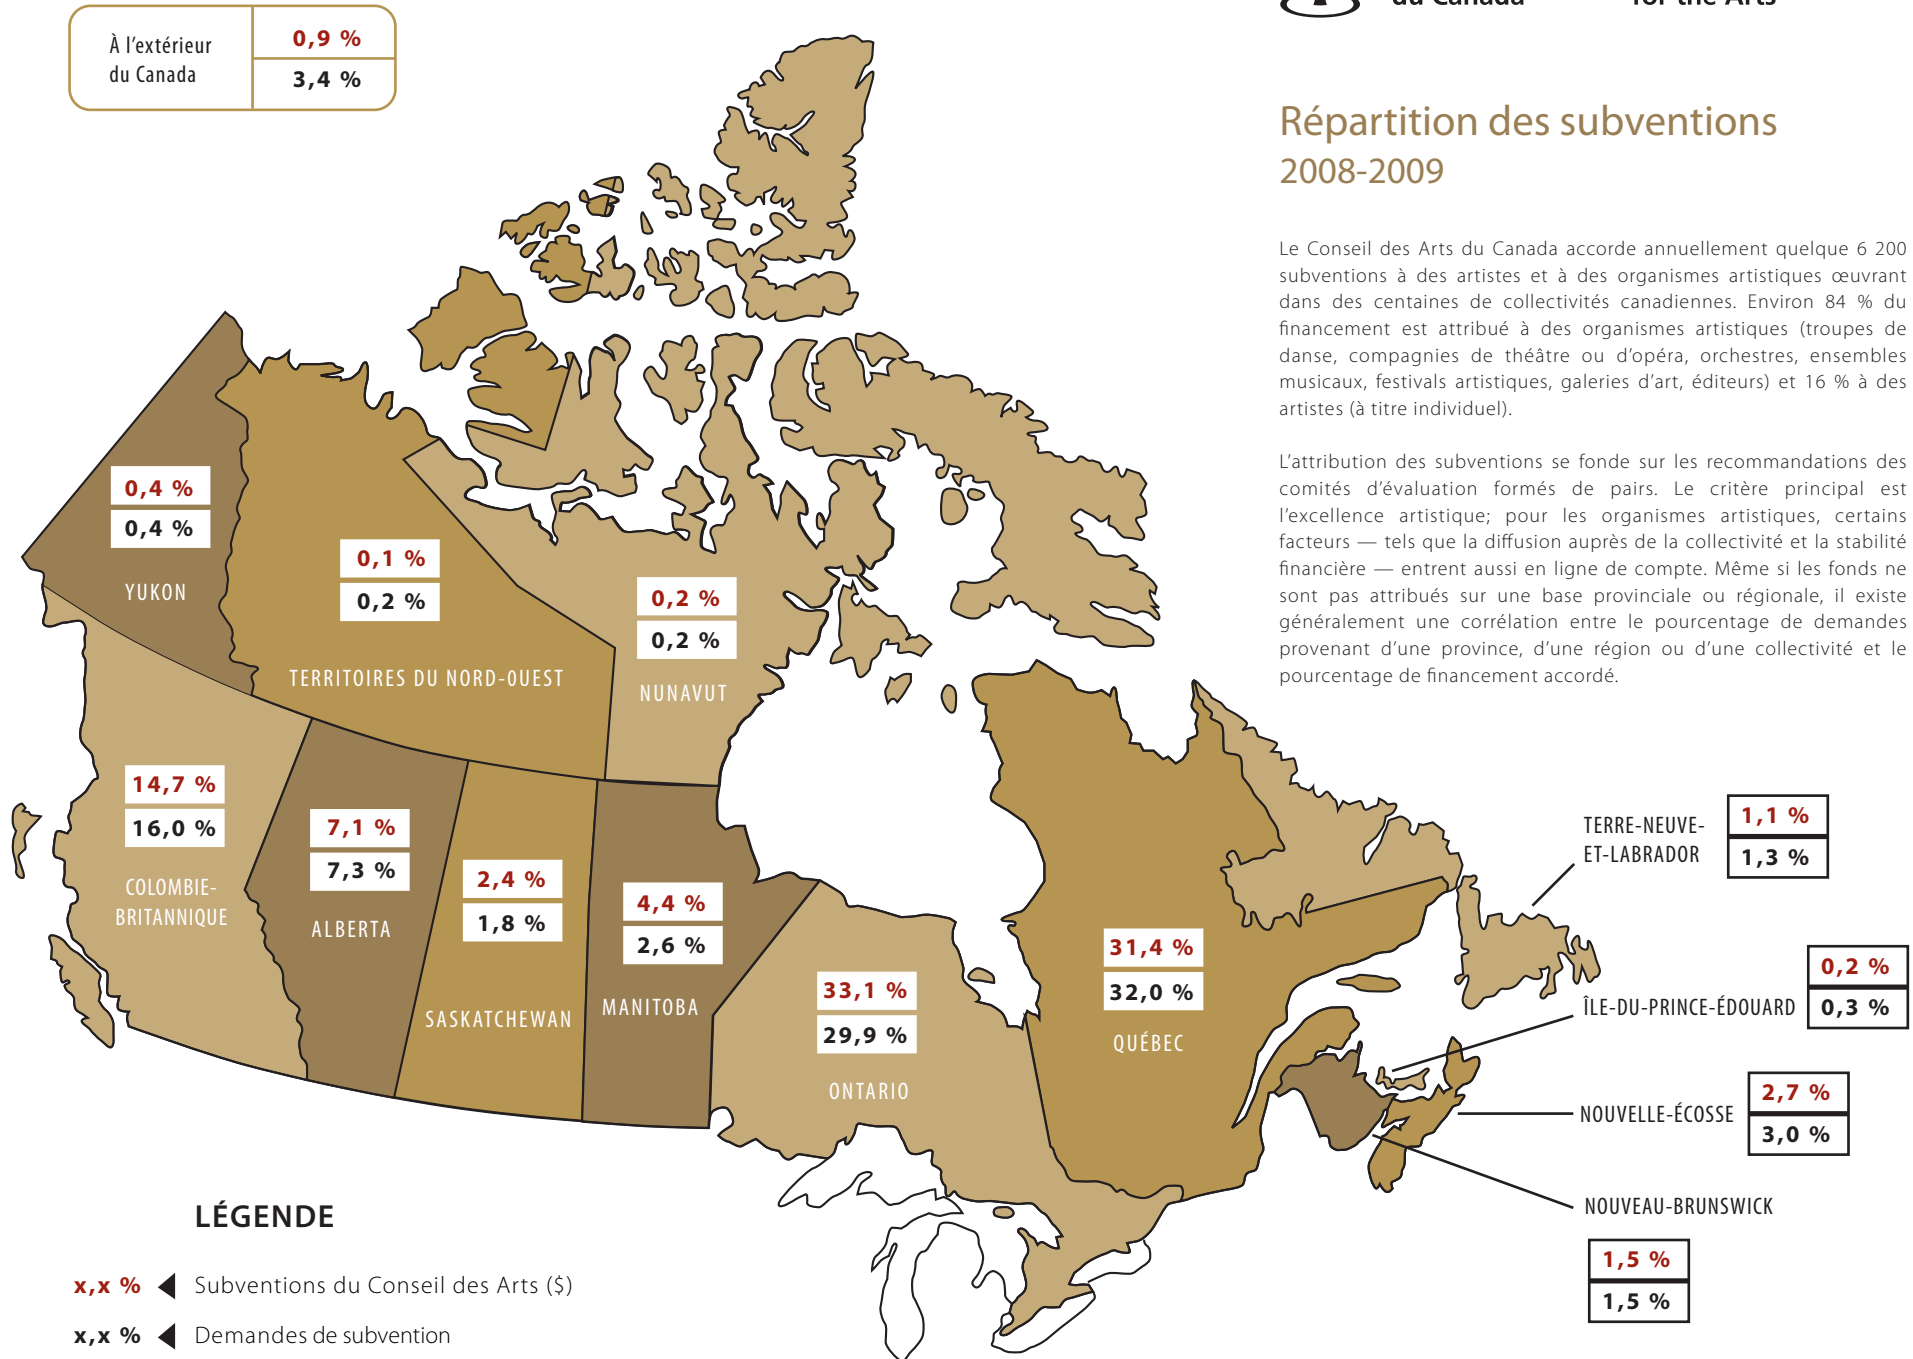 du Canada
for the Arts
À l'extérieur
du Canada
0,9 %
3,4 %
Répartition des subventions
2008-2009
Le Conseil des Arts du Canada accorde annuellement quelque 6 200
subventions à des artistes et à des organismes artistiques œuvrant
dans des centaines de collectivités canadiennes. Environ 84 % du
financement est attribué à des organismes artistiques (troupes de
danse, compagnies de théâtre ou d'opéra, orchestres, ensembles
musicaux, festivals artistiques, galeries d'art, éditeurs) et 16 % à des
artistes (à titre individuel).
L'attribution des subventions se fonde sur les recommandations des
comités d'évaluation formés de pairs. Le critère principal est
l'excellence artistique; pour les organismes artistiques, certains
facteurs — tels que la diffusion auprès de la collectivité et la stabilité
financière — entrent aussi en ligne de compte. Même si les fonds ne
sont pas attribués sur une base provinciale ou régionale, il existe
généralement une corrélation entre le pourcentage de demandes
provenant d'une province, d'une région ou d'une collectivité et le
pourcentage de financement accordé.
0,4 %
0,4 %
YUKON
0,1 %
0,2 %
TERRITOIRES DU NORD-OUEST
0,2 %
0,2 %
NUNAVUT
14,7 %
16,0 %
COLOMBIE-
BRITANNIQUE
7,1 %
7,3 %
ALBERTA
2,4 %
1,8 %
SASKATCHEWAN
4,4 %
2,6 %
MANITOBA
33,1 %
29,9 %
ONTARIO
31,4 %
32,0 %
QUÉBEC
TERRE-NEUVE-
ET-LABRADOR
1,1 %
1,3 %
ÎLE-DU-PRINCE-ÉDOUARD
0,2 %
0,3 %
NOUVELLE-ÉCOSSE
2,7 %
3,0 %
NOUVEAU-BRUNSWICK
1,5 %
1,5 %
LÉGENDE
x,x % Subventions du Conseil des Arts ($)
x,x % Demandes de subvention